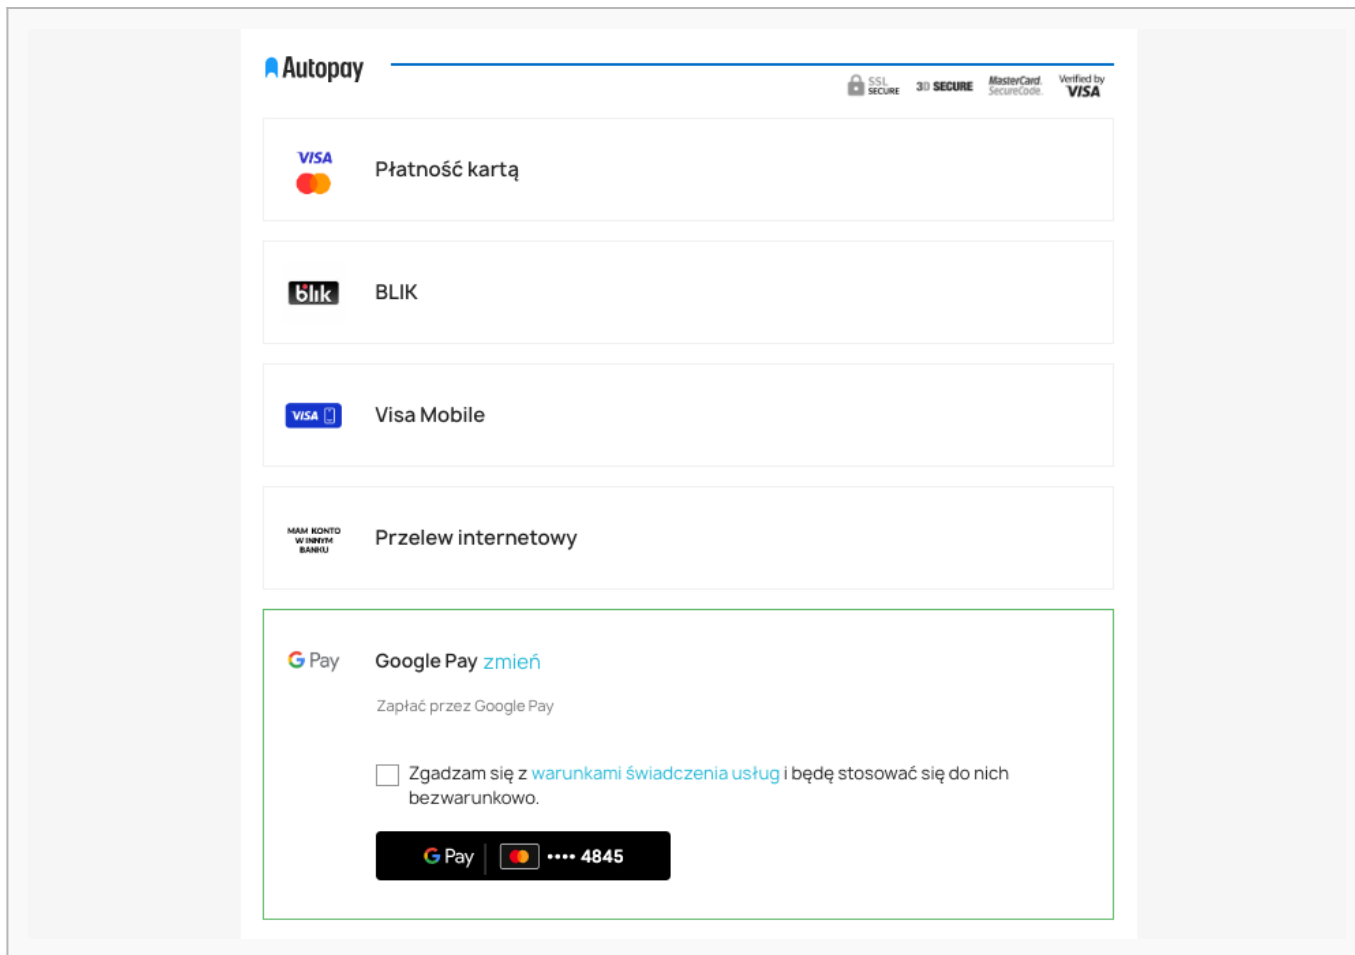 Autopay
SSL
SECURE
3D SECURE
MasterCard.
SecureCode.
Verified by
VISA
VISA
Płatność kartą
blik
BLIK
VISA
Visa Mobile
MAM KONTO
W INNYM
BANKU
Przelew internetowy
G Pay
Google Pay zmień
Zapłać przez Google Pay
Zgadzam się z warunkami świadczenia usług i będę stosować się do nich
bezwarunkowo.
G Pay •••• 4845